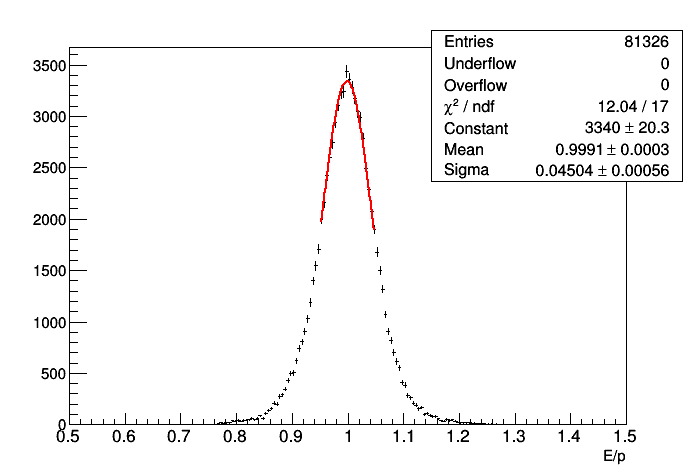 Entries 81326
Underflow 0
Overflow 0
χ² / ndf 12.04 / 17
Constant 3340 ± 20.3
Mean 0.9991 ± 0.0003
Sigma 0.04504 ± 0.00056
3500
3000
2500
2000
1500
1000
500
0
0.5 0.6 0.7 0.8 0.9 1 1.1 1.2 1.3 1.4 1.5
E/p